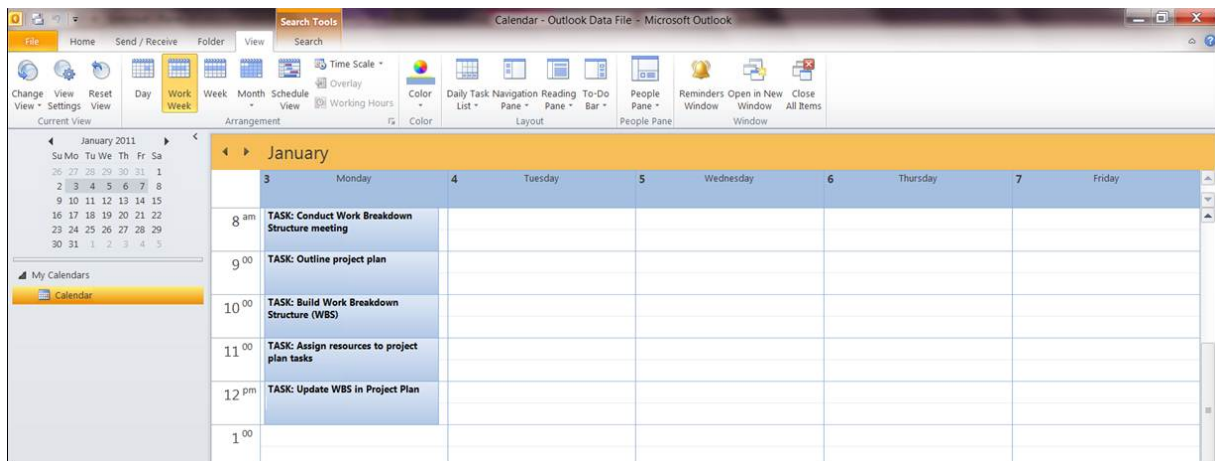 Search Tools
Calendar - Outlook Data File - Microsoft Outlook
File Home Send / Receive Folder View Search
Change View
View Settings
Reset View
Current View
Day
Work Week
Week
Month
Schedule View
Time Scale
Overlay
Working Hours
Arrangement
Color
Color
Daily Task List
Navigation Pane
Reading Pane
To-Do Bar
Layout
People Pane
People Pane
Reminders Window
Open in New Window
Close All Items
Window
January 2011
Su Mo Tu We Th Fr Sa
26 27 28 29 30 31 1
2 3 4 5 6 7 8
9 10 11 12 13 14 15
16 17 18 19 20 21 22
23 24 25 26 27 28 29
30 31 1 2 3 4 5
My Calendars
Calendar
January
3 Monday 4 Tuesday 5 Wednesday 6 Thursday 7 Friday
8 am
TASK: Conduct Work Breakdown
Structure meeting
9 00
TASK: Outline project plan
10 00
TASK: Build Work Breakdown
Structure (WBS)
11 00
TASK: Assign resources to project
plan tasks
12 pm
TASK: Update WBS in Project Plan
1 00